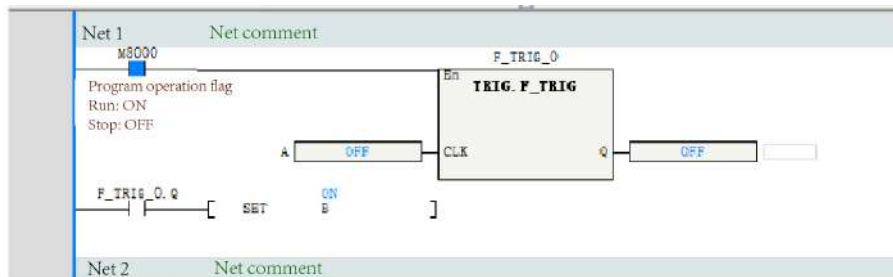 Net 1 Net comment
M8000 F_TRIG_0
En TRIG.F_TRIG
Program operation flag
Run: ON
Stop: OFF
A OFF CLK Q OFF
F_TRIG_0.Q ON
SET B
Net 2 Net comment